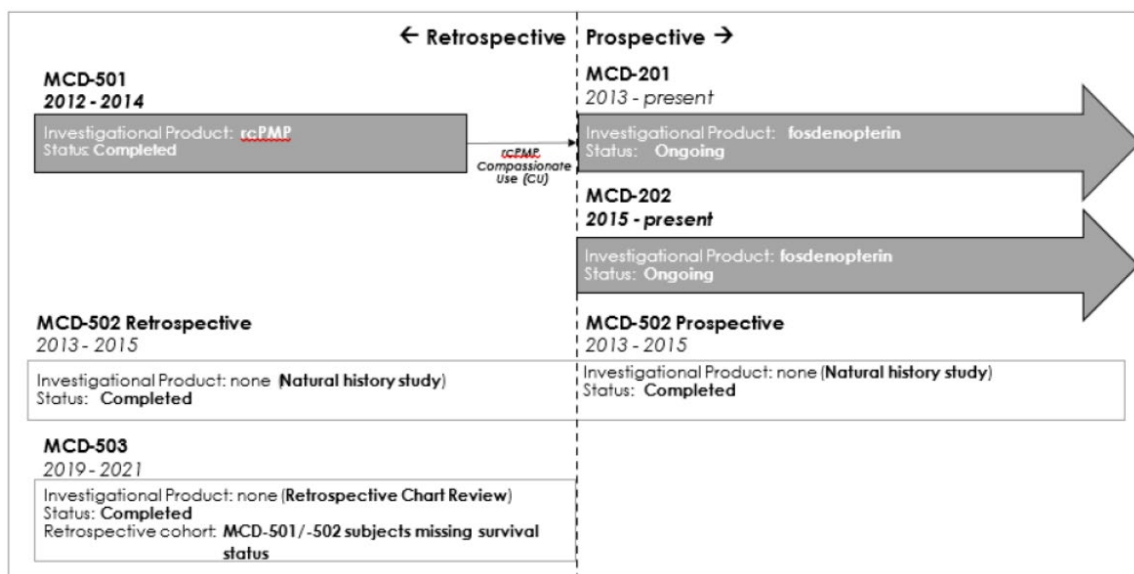 ← Retrospective
Prospective →
MCD-501
2012 - 2014
Investigational Product: rcPMP
Status: Completed
rcPMP
Compassionate
Use (CU)
MCD-201
2013 - present
Investigational Product: fosdenopterin
Status: Ongoing
MCD-202
2015 - present
Investigational Product: fosdenopterin
Status: Ongoing
MCD-502 Retrospective
2013 - 2015
Investigational Product: none (Natural history study)
Status: Completed
MCD-502 Prospective
2013 - 2015
Investigational Product: none (Natural history study)
Status: Completed
MCD-503
2019 - 2021
Investigational Product: none (Retrospective Chart Review)
Status: Completed
Retrospective cohort: MCD-501/-502 subjects missing survival
status